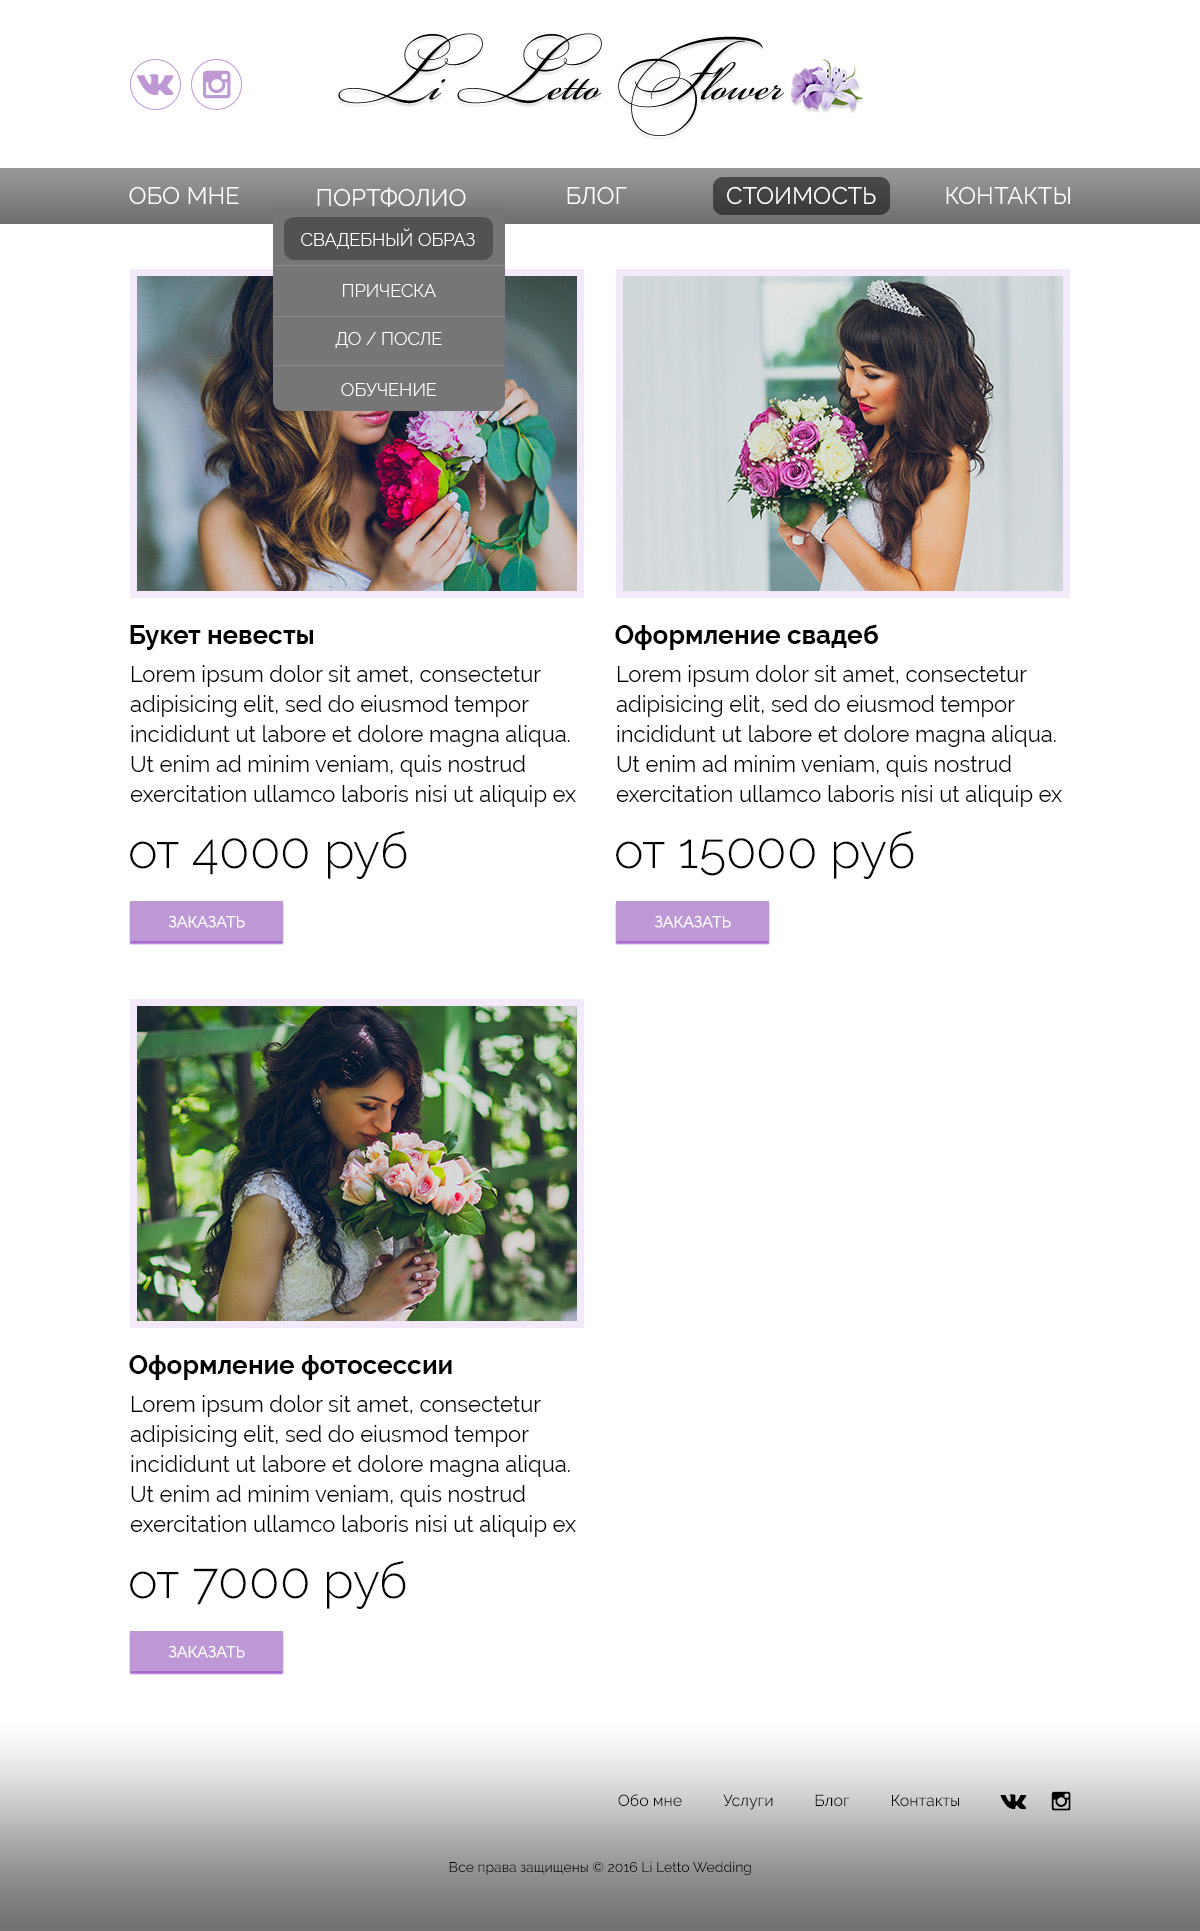 Li Letto Flower
ОБО МНЕ
ПОРТФОЛИО
БЛОГ
СТОИМОСТЬ
КОНТАКТЫ
СВАДЕБНЫЙ ОБРАЗ
ПРИЧЕСКА
ДО / ПОСЛЕ
ОБУЧЕНИЕ
Букет невесты
Lorem ipsum dolor sit amet, consectetur
adipisicing elit, sed do eiusmod tempor
incididunt ut labore et dolore magna aliqua.
Ut enim ad minim veniam, quis nostrud
exercitation ullamco laboris nisi ut aliquip ex
от 4000 руб
ЗАКАЗАТЬ
Оформление свадеб
Lorem ipsum dolor sit amet, consectetur
adipisicing elit, sed do eiusmod tempor
incididunt ut labore et dolore magna aliqua.
Ut enim ad minim veniam, quis nostrud
exercitation ullamco laboris nisi ut aliquip ex
от 15000 руб
ЗАКАЗАТЬ
Оформление фотосессии
Lorem ipsum dolor sit amet, consectetur
adipisicing elit, sed do eiusmod tempor
incididunt ut labore et dolore magna aliqua.
Ut enim ad minim veniam, quis nostrud
exercitation ullamco laboris nisi ut aliquip ex
от 7000 руб
ЗАКАЗАТЬ
Обо мне
Услуги
Блог
Контакты
Все права защищены © 2016 Li Letto Wedding